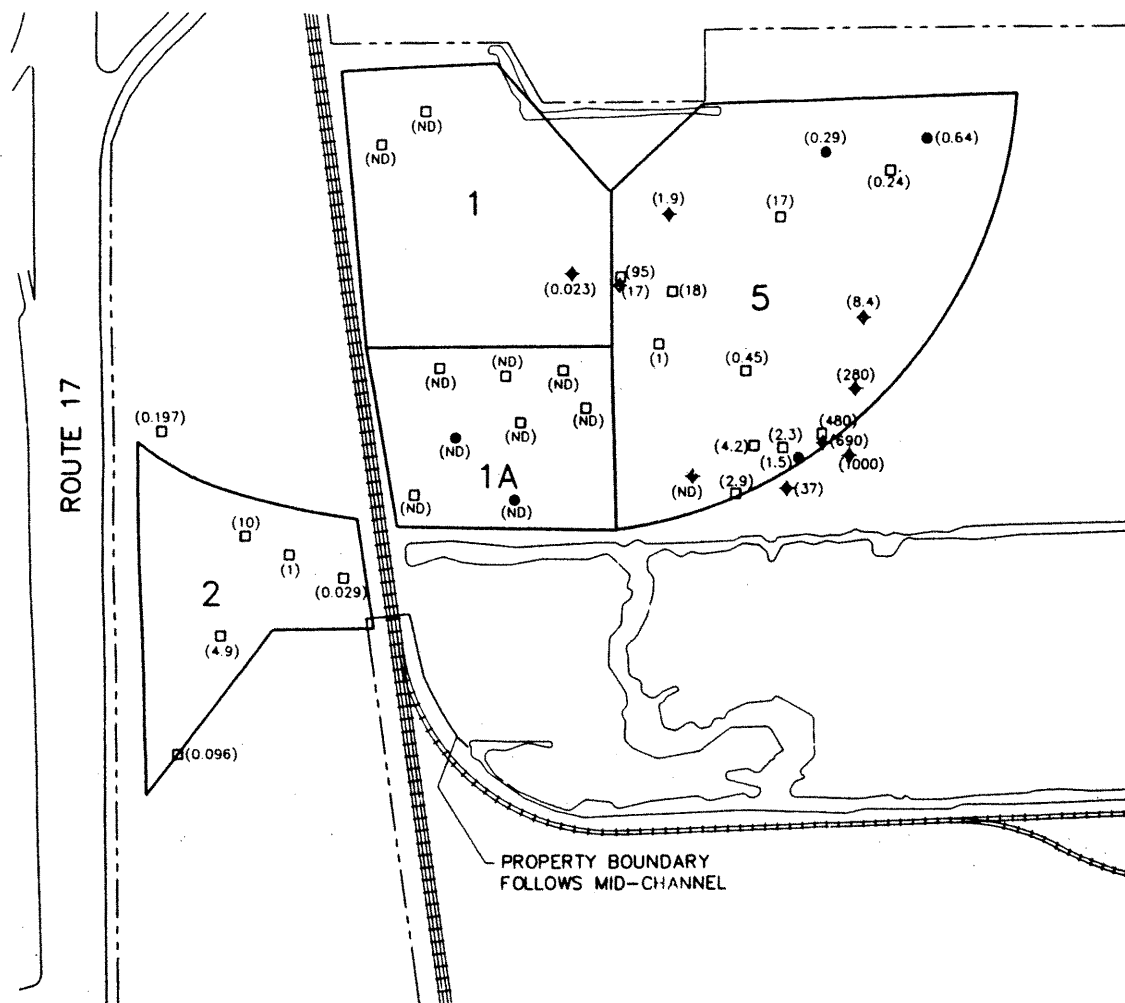 (ND)
(ND)
1
(0.29)
(0.64)
(0.24)
(1.9)
(17)
(95)
(17)
(0.023)
(18)
5
(8.4)
(1)
(0.45)
(280)
(ND)
(ND)
(ND)
(ND)
(ND)
(ND)
1A
(ND)
(ND)
(480)
(690)
(4.2)
(2.3)
(1.5)
(1000)
(ND)
(2.9)
(37)
ROUTE 17
(0.197)
(10)
(1)
(0.029)
2
(4.9)
(0.096)
PROPERTY BOUNDARY
FOLLOWS MID-CHANNEL